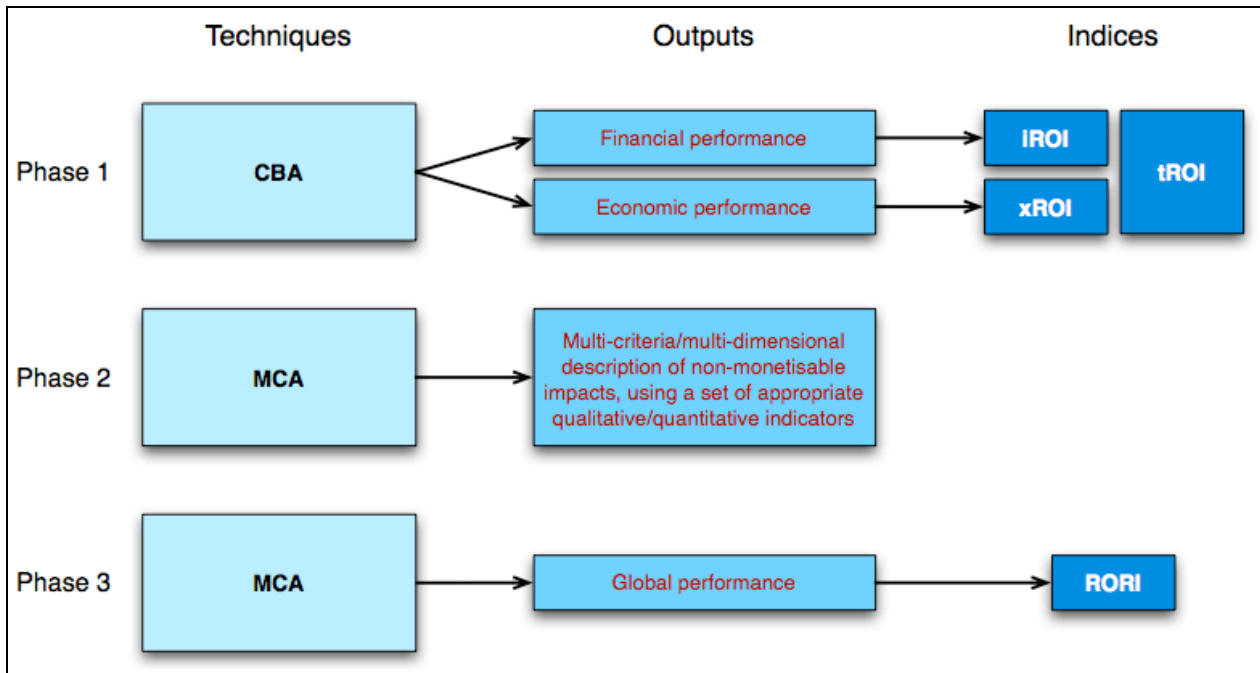 Techniques
Outputs
Indices
Phase 1
CBA
Financial performance
iROI
Economic performance
xROI
tROI
Phase 2
MCA
Multi-criteria/multi-dimensional
description of non-monetisable
impacts, using a set of appropriate
qualitative/quantitative indicators
Phase 3
MCA
Global performance
RORI